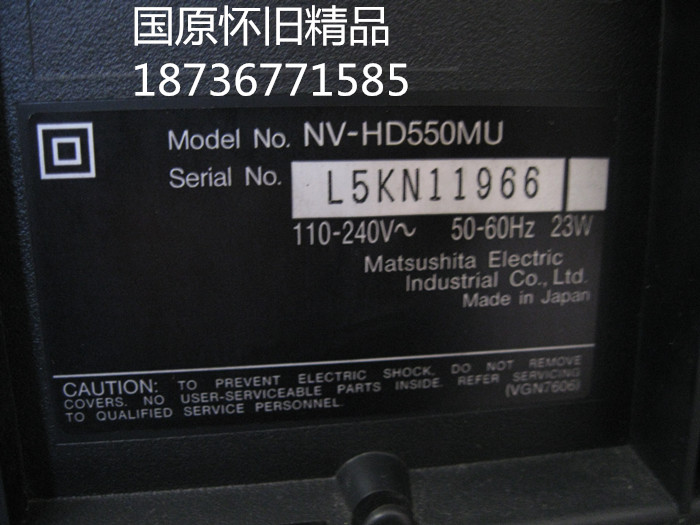 国原怀旧精品
18736771585
Model No. NV-HD550MU
Serial No. L5KN11966
110-240V～ 50-60Hz 23W
Matsushita Electric
Industrial Co., Ltd.
Made in Japan
CAUTION: TO PREVENT ELECTRIC SHOCK, DO NOT REMOVE
COVERS. NO USER-SERVICEABLE PARTS INSIDE. REFER SERVICING
TO QUALIFIED SERVICE PERSONNEL. (VGN7606)